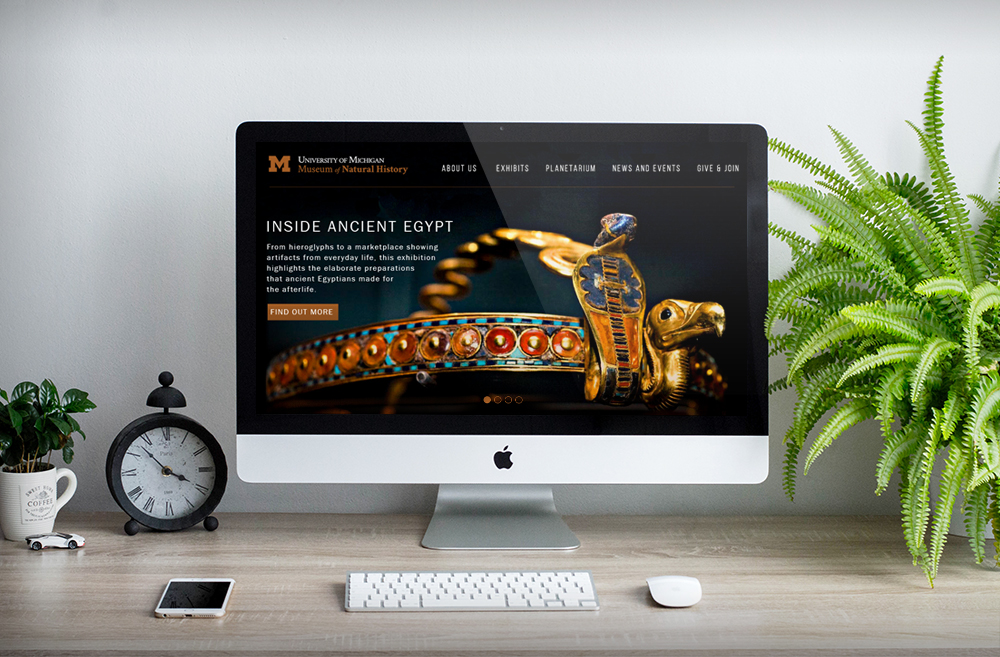 M
UNIVERSITY OF MICHIGAN
Museum of Natural History
ABOUT US EXHIBITS PLANETARIUM NEWS AND EVENTS GIVE & JOIN
INSIDE ANCIENT EGYPT
From hieroglyphs to a marketplace showing
artifacts from everyday life, this exhibition
highlights the elaborate preparations
that ancient Egyptians made for
the afterlife.
FIND OUT MORE
Paris
COFFEE